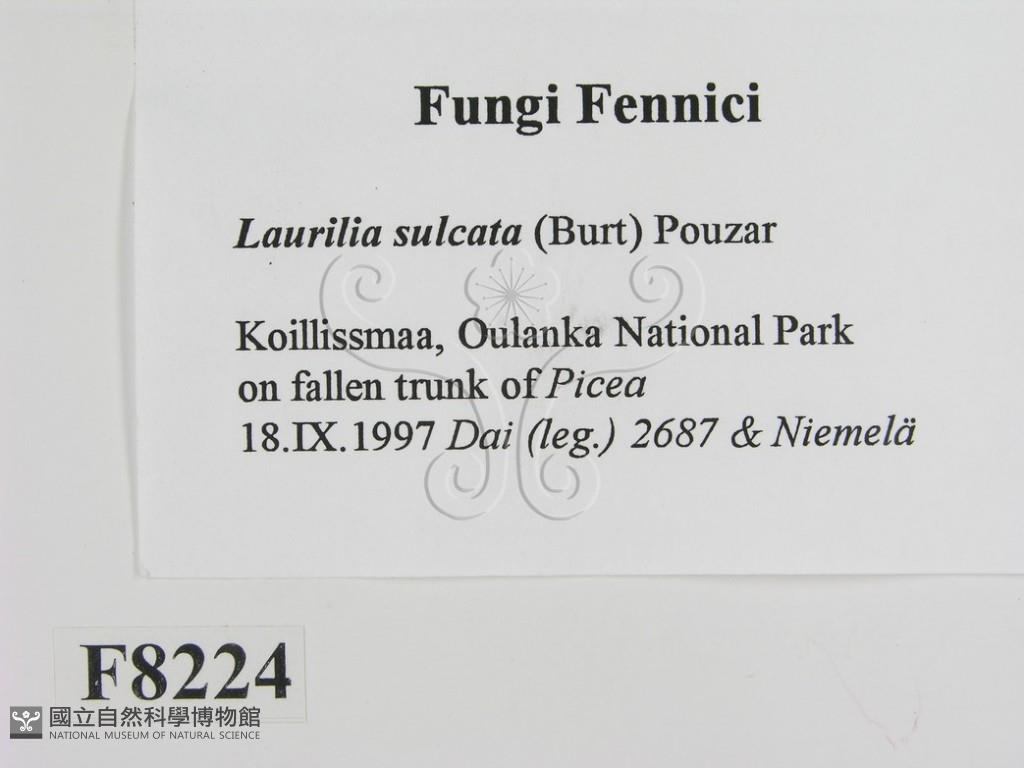 Fungi Fennici
Laurilia sulcata (Burt) Pouzar
Koillissmaa, Oulanka National Park
on fallen trunk of Picea
18.IX.1997 Dai (leg.) 2687 & Niemelä
F8224
國立自然科學博物館
NATIONAL MUSEUM OF NATURAL SCIENCE